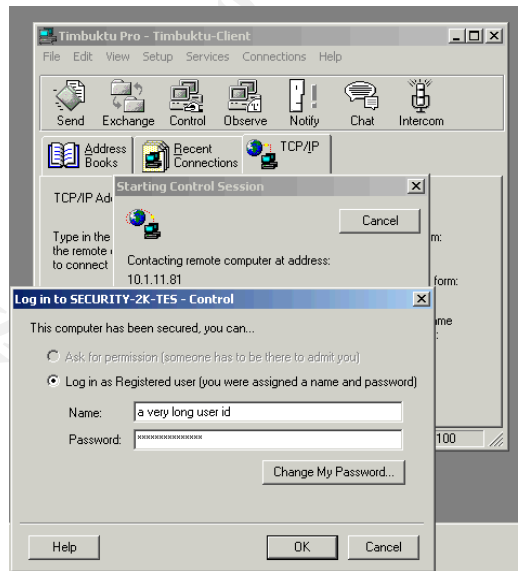 Timbuktu Pro - Timbuktu-Client
File Edit View Setup Services Connections Help
Send Exchange Control Observe Notify Chat Intercom
Address Books
Recent Connections
TCP/IP
Starting Control Session
TCP/IP
Cancel
Type in the
the remote
to connect
m:
Contacting remote computer at address:
10.1.11.81
form:
Log in to SECURITY-2K-TES - Control
This computer has been secured, you can...
Ask for permission (someone has to be there to admit you)
Log in as Registered user (you were assigned a name and password)
Name: a very long user id
Password: ***************
Change My Password...
100
Help OK Cancel